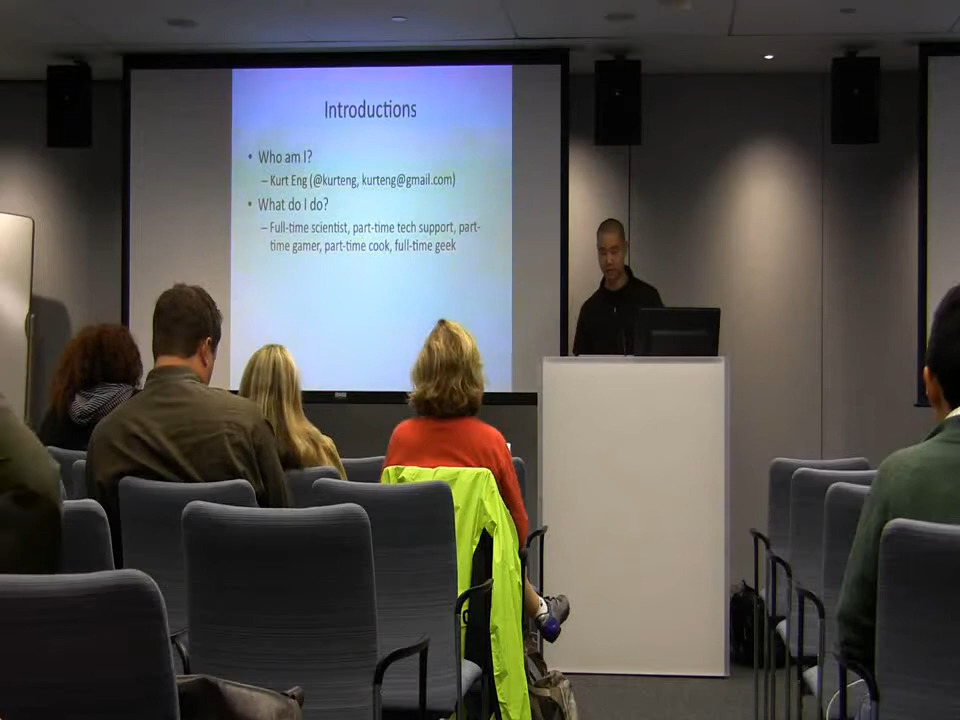 Introductions
• Who am I?
– Kurt Eng (@kurteng, kurteng@gmail.com)
• What do I do?
– Full-time scientist, part-time tech support, part-
time gamer, part-time cook, full-time geek